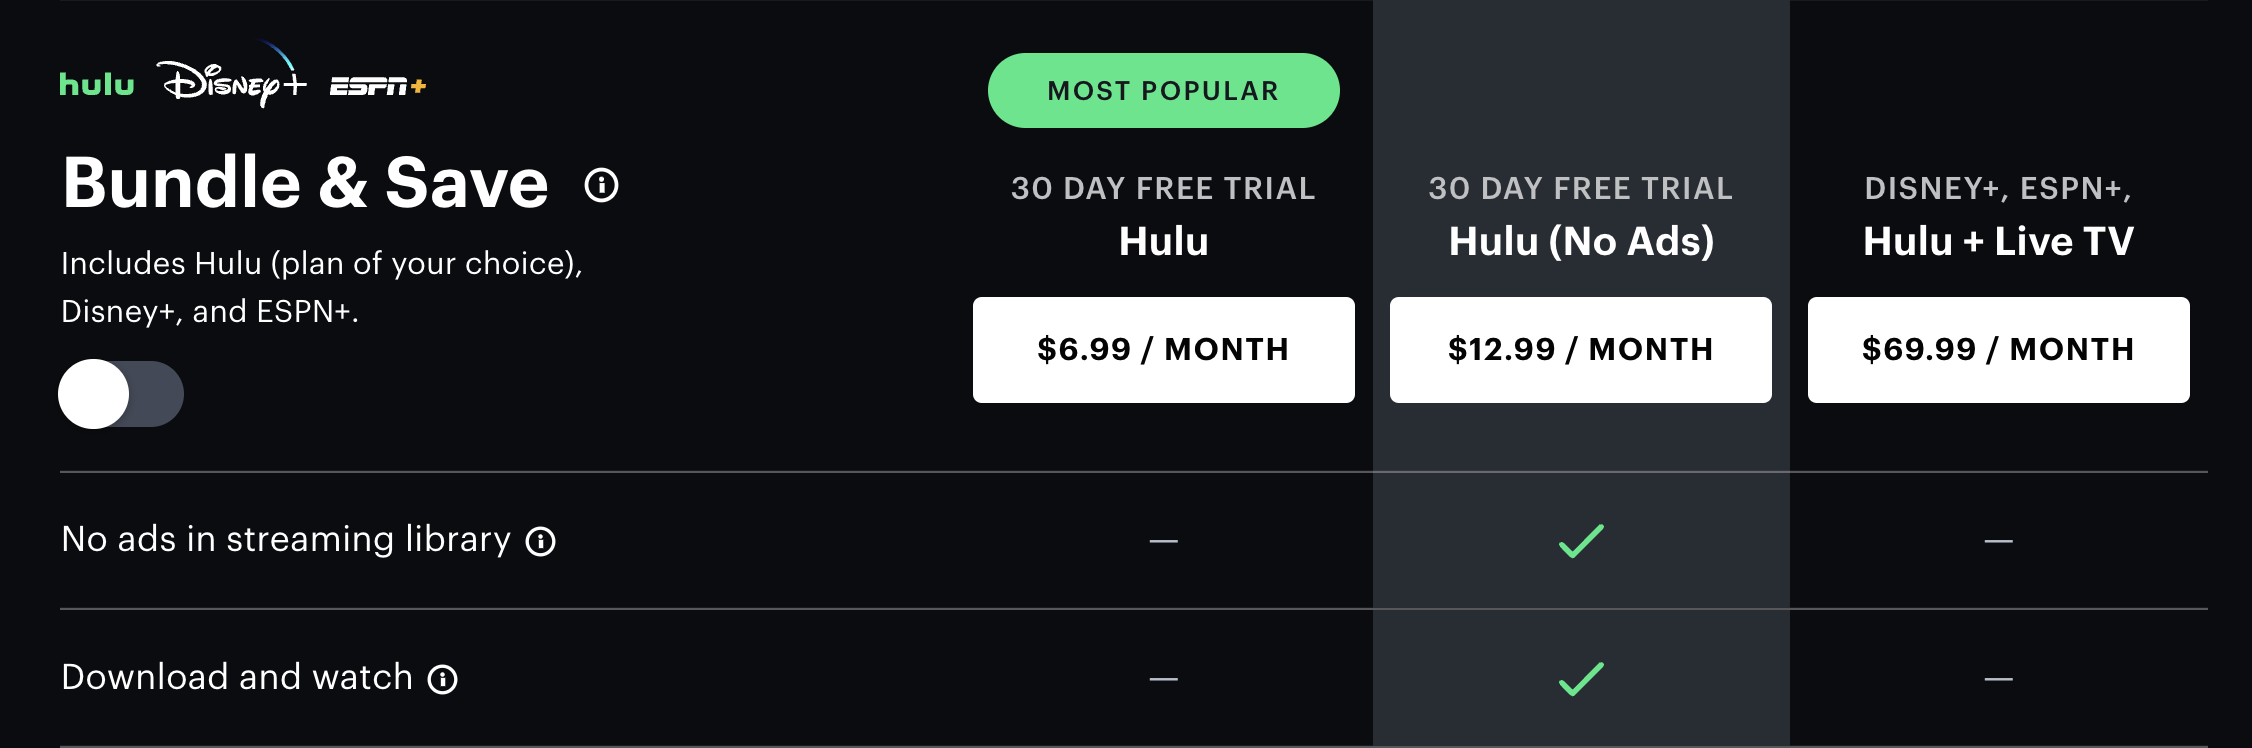 hulu Disney+ ESPN+
MOST POPULAR
Bundle & Save
Includes Hulu (plan of your choice),
Disney+, and ESPN+.
30 DAY FREE TRIAL
Hulu
$6.99 / MONTH
30 DAY FREE TRIAL
Hulu (No Ads)
$12.99 / MONTH
DISNEY+, ESPN+,
Hulu + Live TV
$69.99 / MONTH
No ads in streaming library
Download and watch